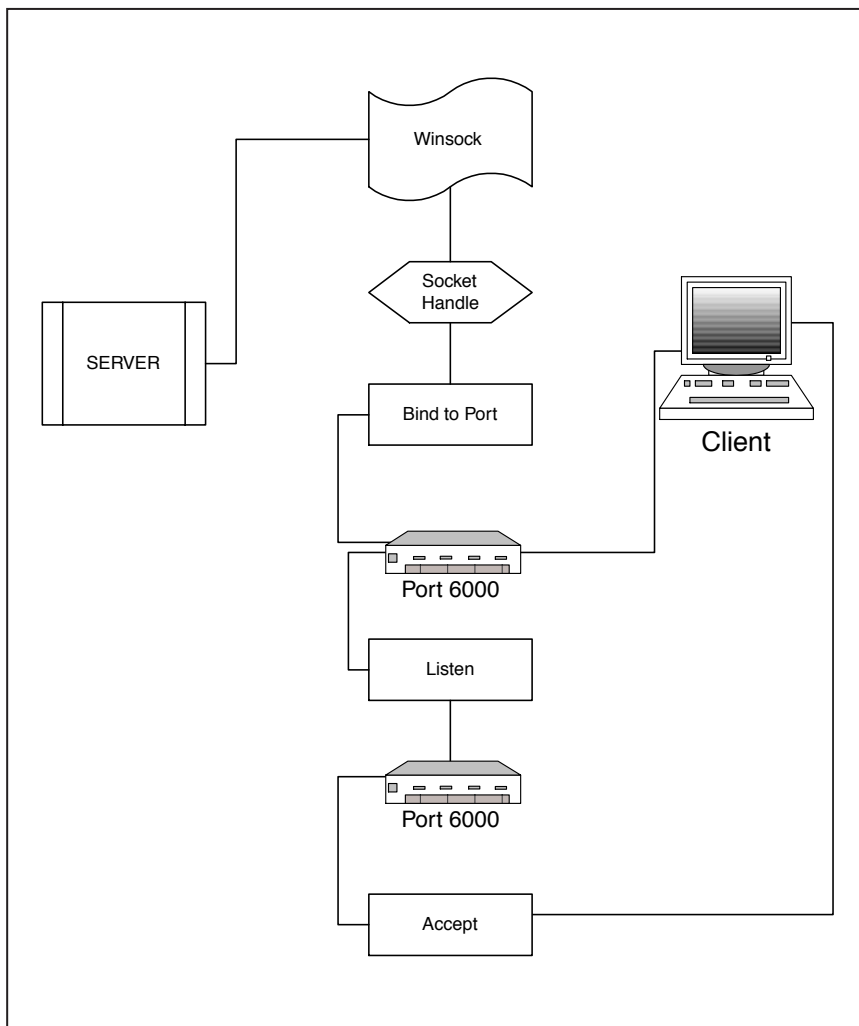 Winsock
Socket
Handle
SERVER
Bind to Port
Client
Port 6000
Listen
Port 6000
Accept